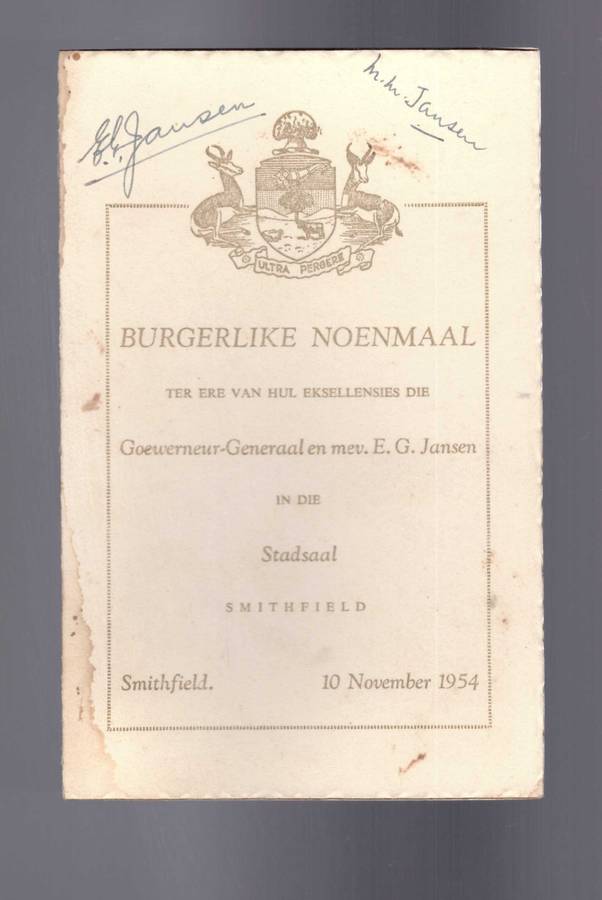 E.G. Jansen
M.M. Jansen
ULTRA PERGERE
BURGERLIKE NOENMAAL
TER ERE VAN HUL EKSELLENSIES DIE
Goewerneur-Generaal en mev. E. G. Jansen
IN DIE
Stadsaal
SMITHFIELD
Smithfield. 10 November 1954